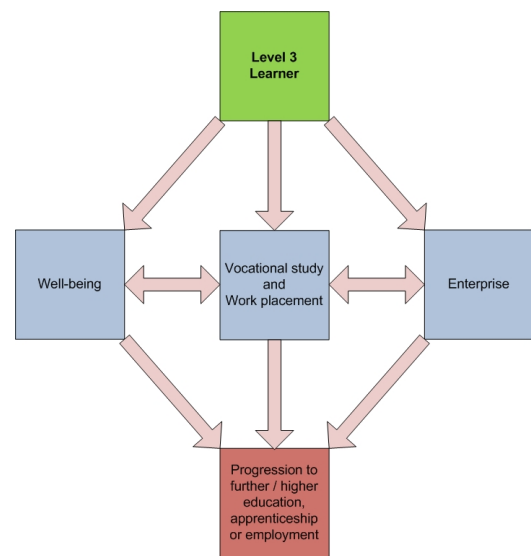 Level 3
Learner
Well-being
Vocational study
and
Work placement
Enterprise
Progression to
further / higher
education,
apprenticeship
or employment